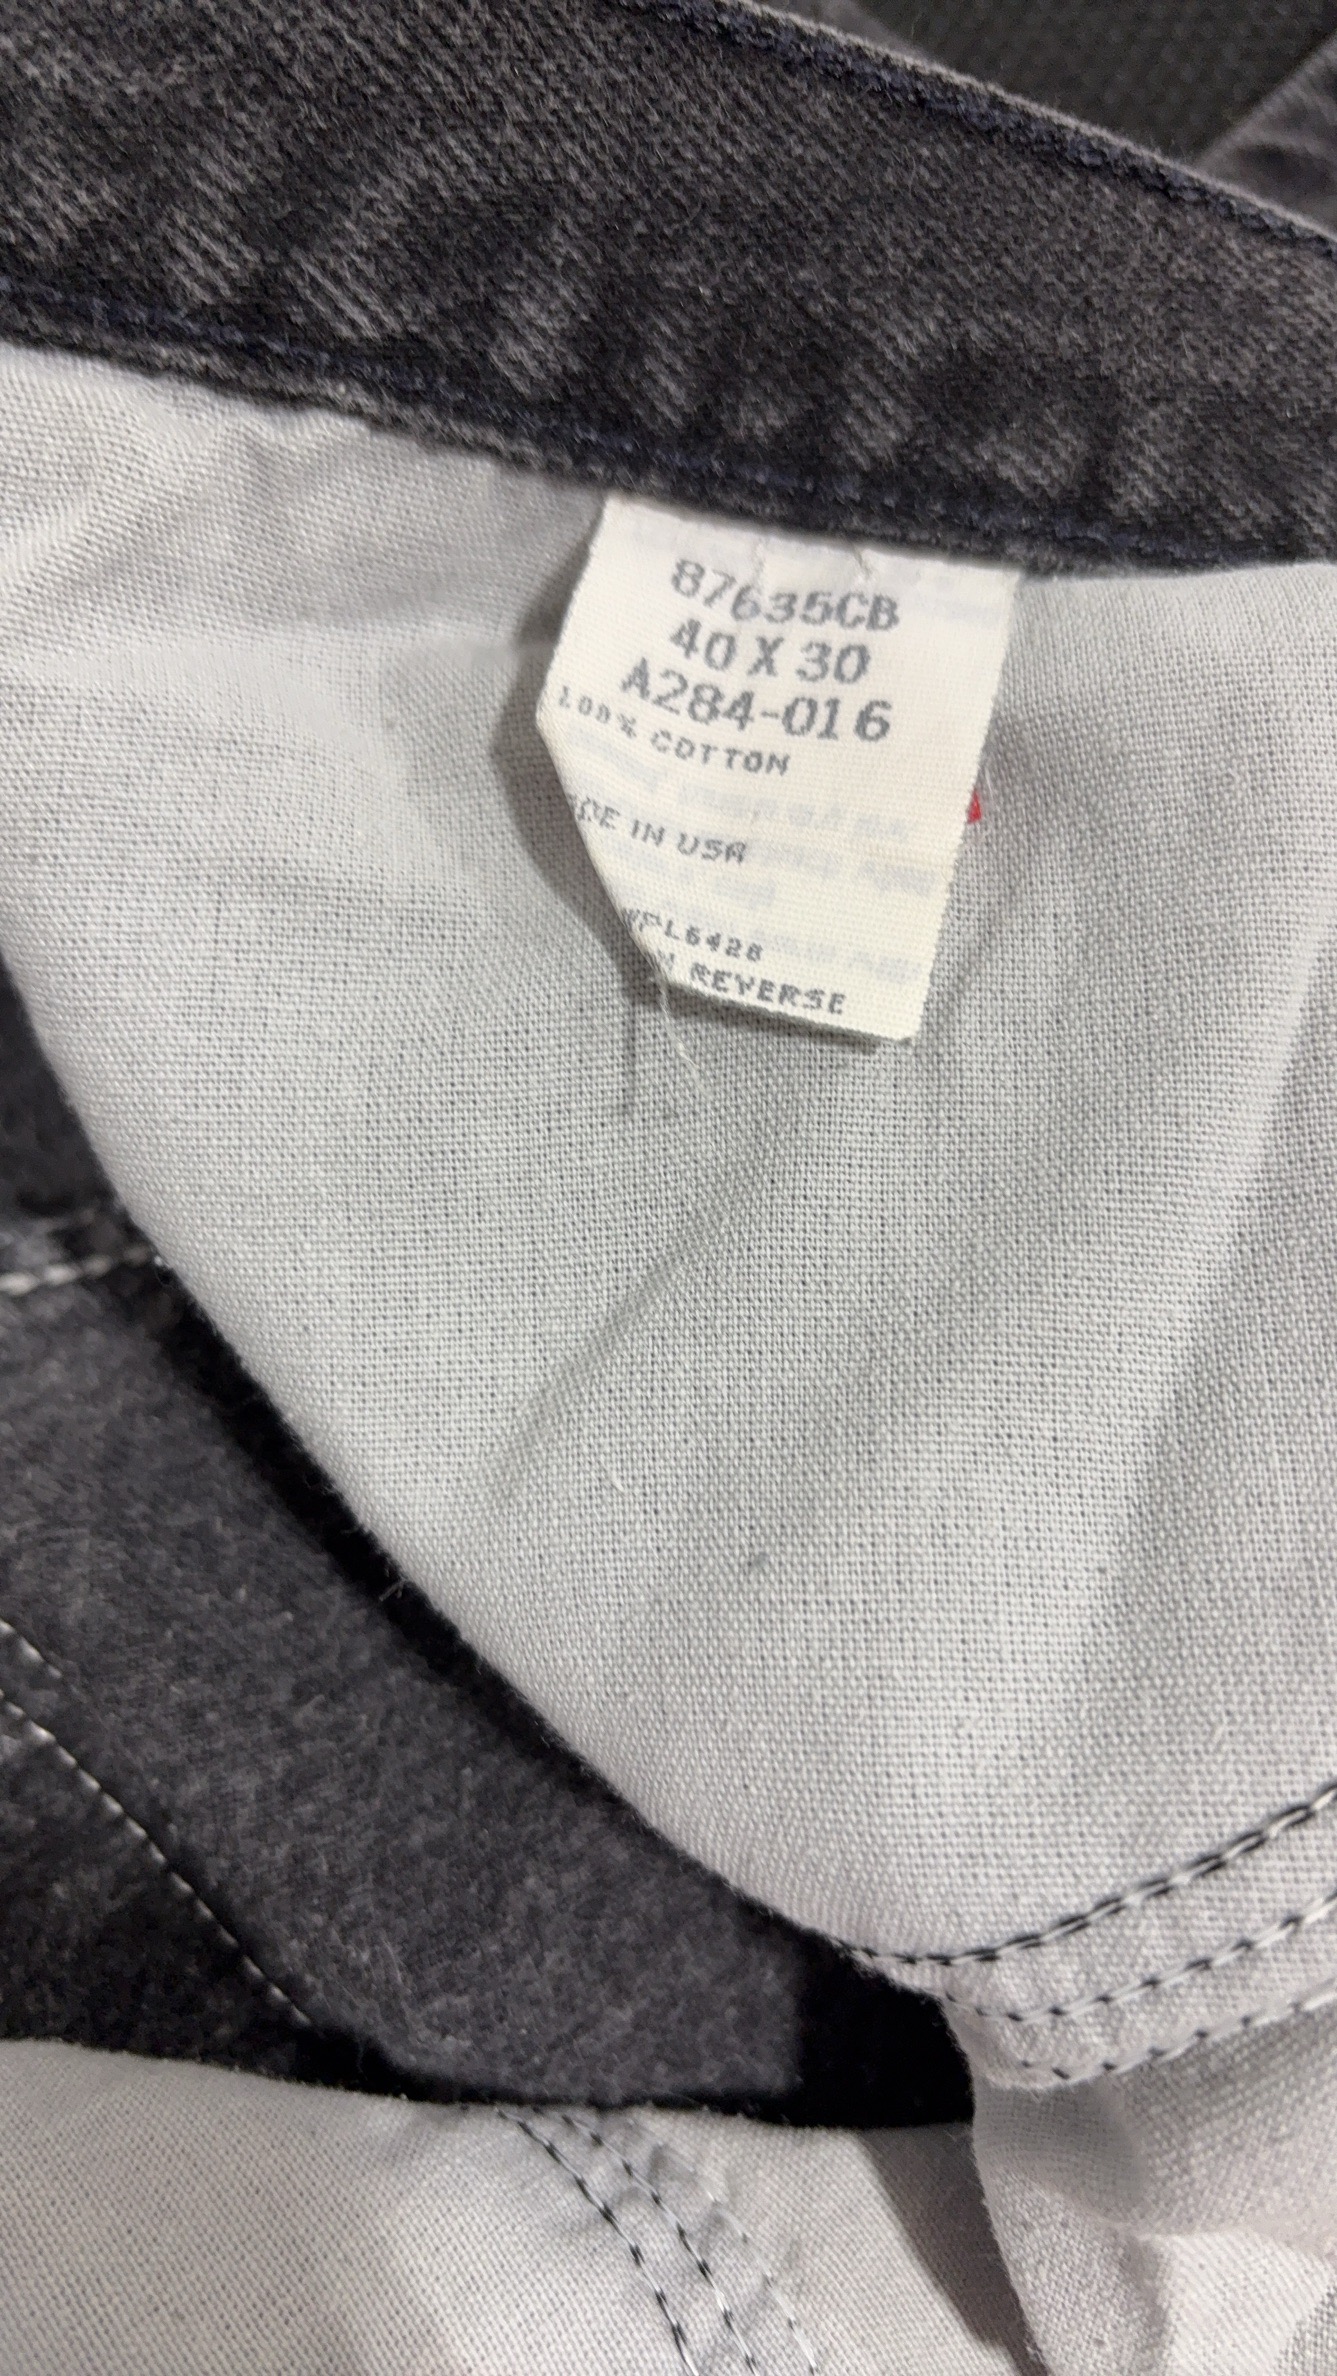 87635CB
40 X 30
A284-016
100% COTTON
DE IN USA
WPL6428
N REVERSE